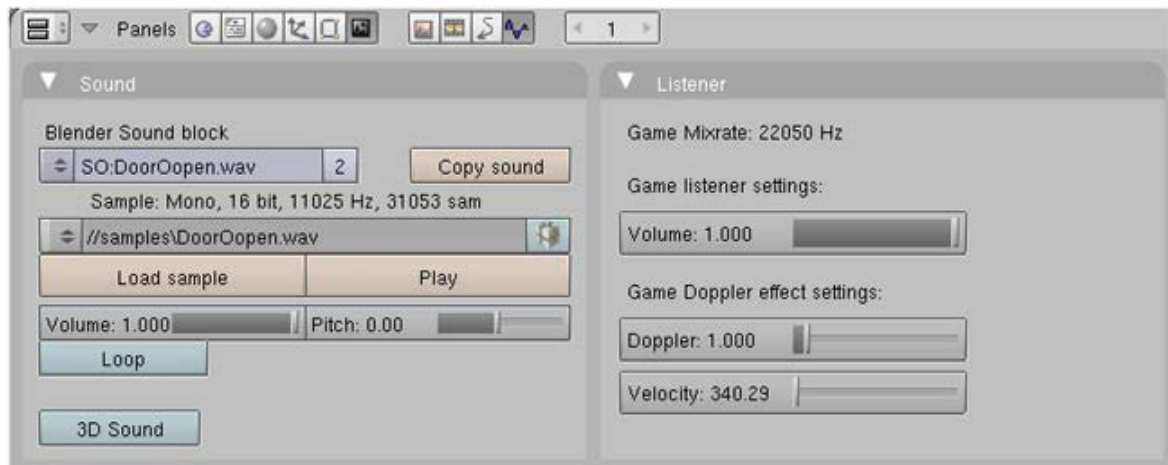 Panels 1
Sound
Blender Sound block
SO:DoorOopen.wav 2 Copy sound
Sample: Mono, 16 bit, 11025 Hz, 31053 sam
//samples\DoorOopen.wav
Load sample Play
Volume: 1.000 Pitch: 0.00
Loop
3D Sound
Listener
Game Mixrate: 22050 Hz
Game listener settings:
Volume: 1.000
Game Doppler effect settings:
Doppler: 1.000
Velocity: 340.29